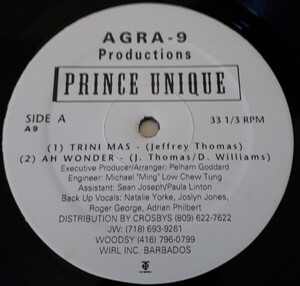 AGRA-9
Productions
PRINCE UNIQUE
SIDE A
33 1/3 RPM
A9
(1) TRINI MAS - (Jeffrey Thomas)
(2) AH WONDER - (J. Thomas/D. Williams)
Executive Producer/Arranger: Pelham Goddard
Engineer: Michael "Ming" Low Chew Tung
Assistant: Sean Joseph/Paula Linton
Back Up Vocals: Natalie Yorke, Joslyn Jones,
Roger George, Adrian Philbert
DISTRIBUTION BY CROSBYS (809) 622-7622
JW: (718) 693-9261
WOODSY (416) 796-0799
WIRL INC. BARBADOS